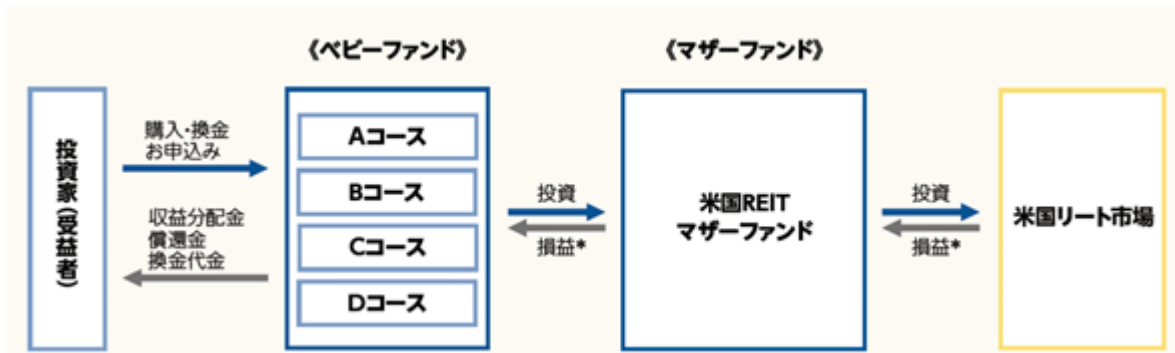 《ベビーファンド》
《マザーファンド》
投資家(受益者)
購入・換金
お申込み
収益分配金
償還金
換金代金
Aコース
Bコース
Cコース
Dコース
投資
損益*
米国REIT
マザーファンド
投資
損益*
米国リート市場